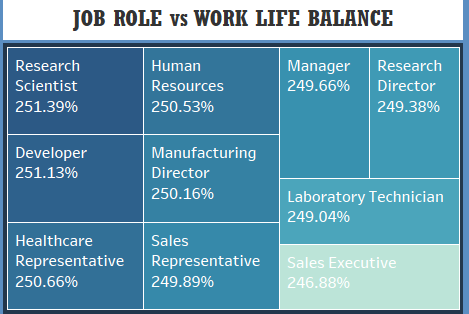 JOB ROLE vs WORK LIFE BALANCE
Research
Scientist
251.39%
Developer
251.13%
Healthcare
Representative
250.66%
Human
Resources
250.53%
Manufacturing
Director
250.16%
Sales
Representative
249.89%
Manager
249.66%
Research
Director
249.38%
Laboratory Technician
249.04%
Sales Executive
246.88%